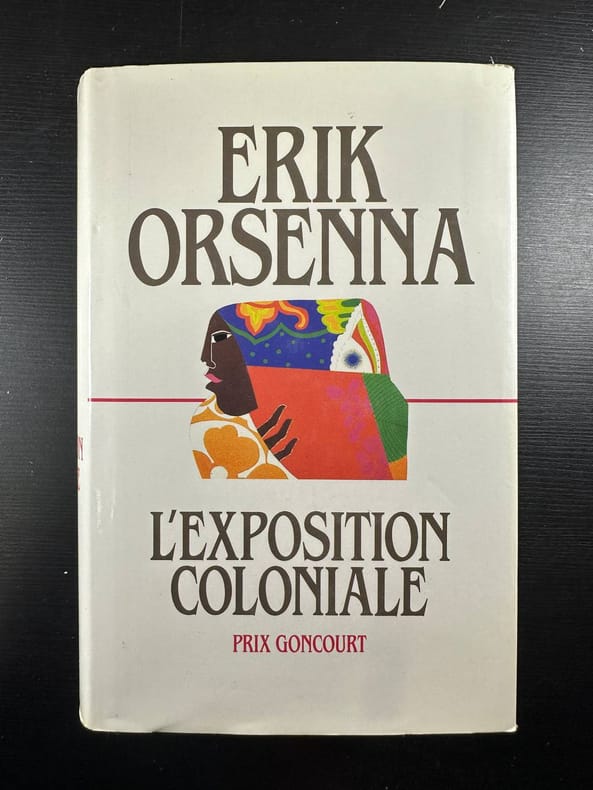 ERIK
ORSENNA
L'EXPOSITION
COLONIALE
PRIX GONCOURT